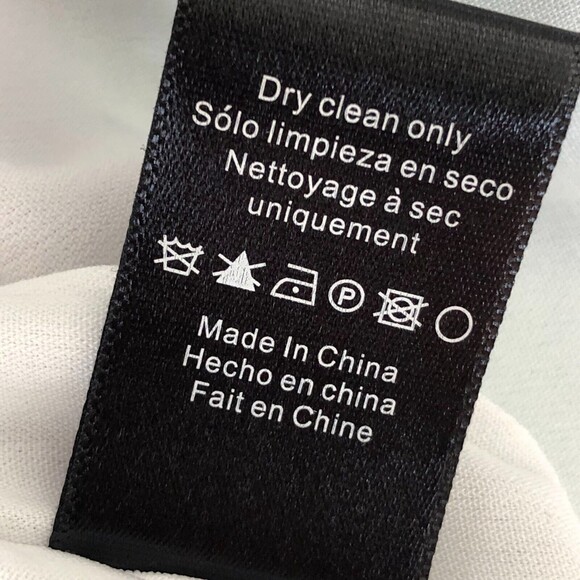 Dry clean only
Sólo limpieza en seco
Nettoyage à sec
uniquement
P
Made In China
Hecho en china
Fait en Chine